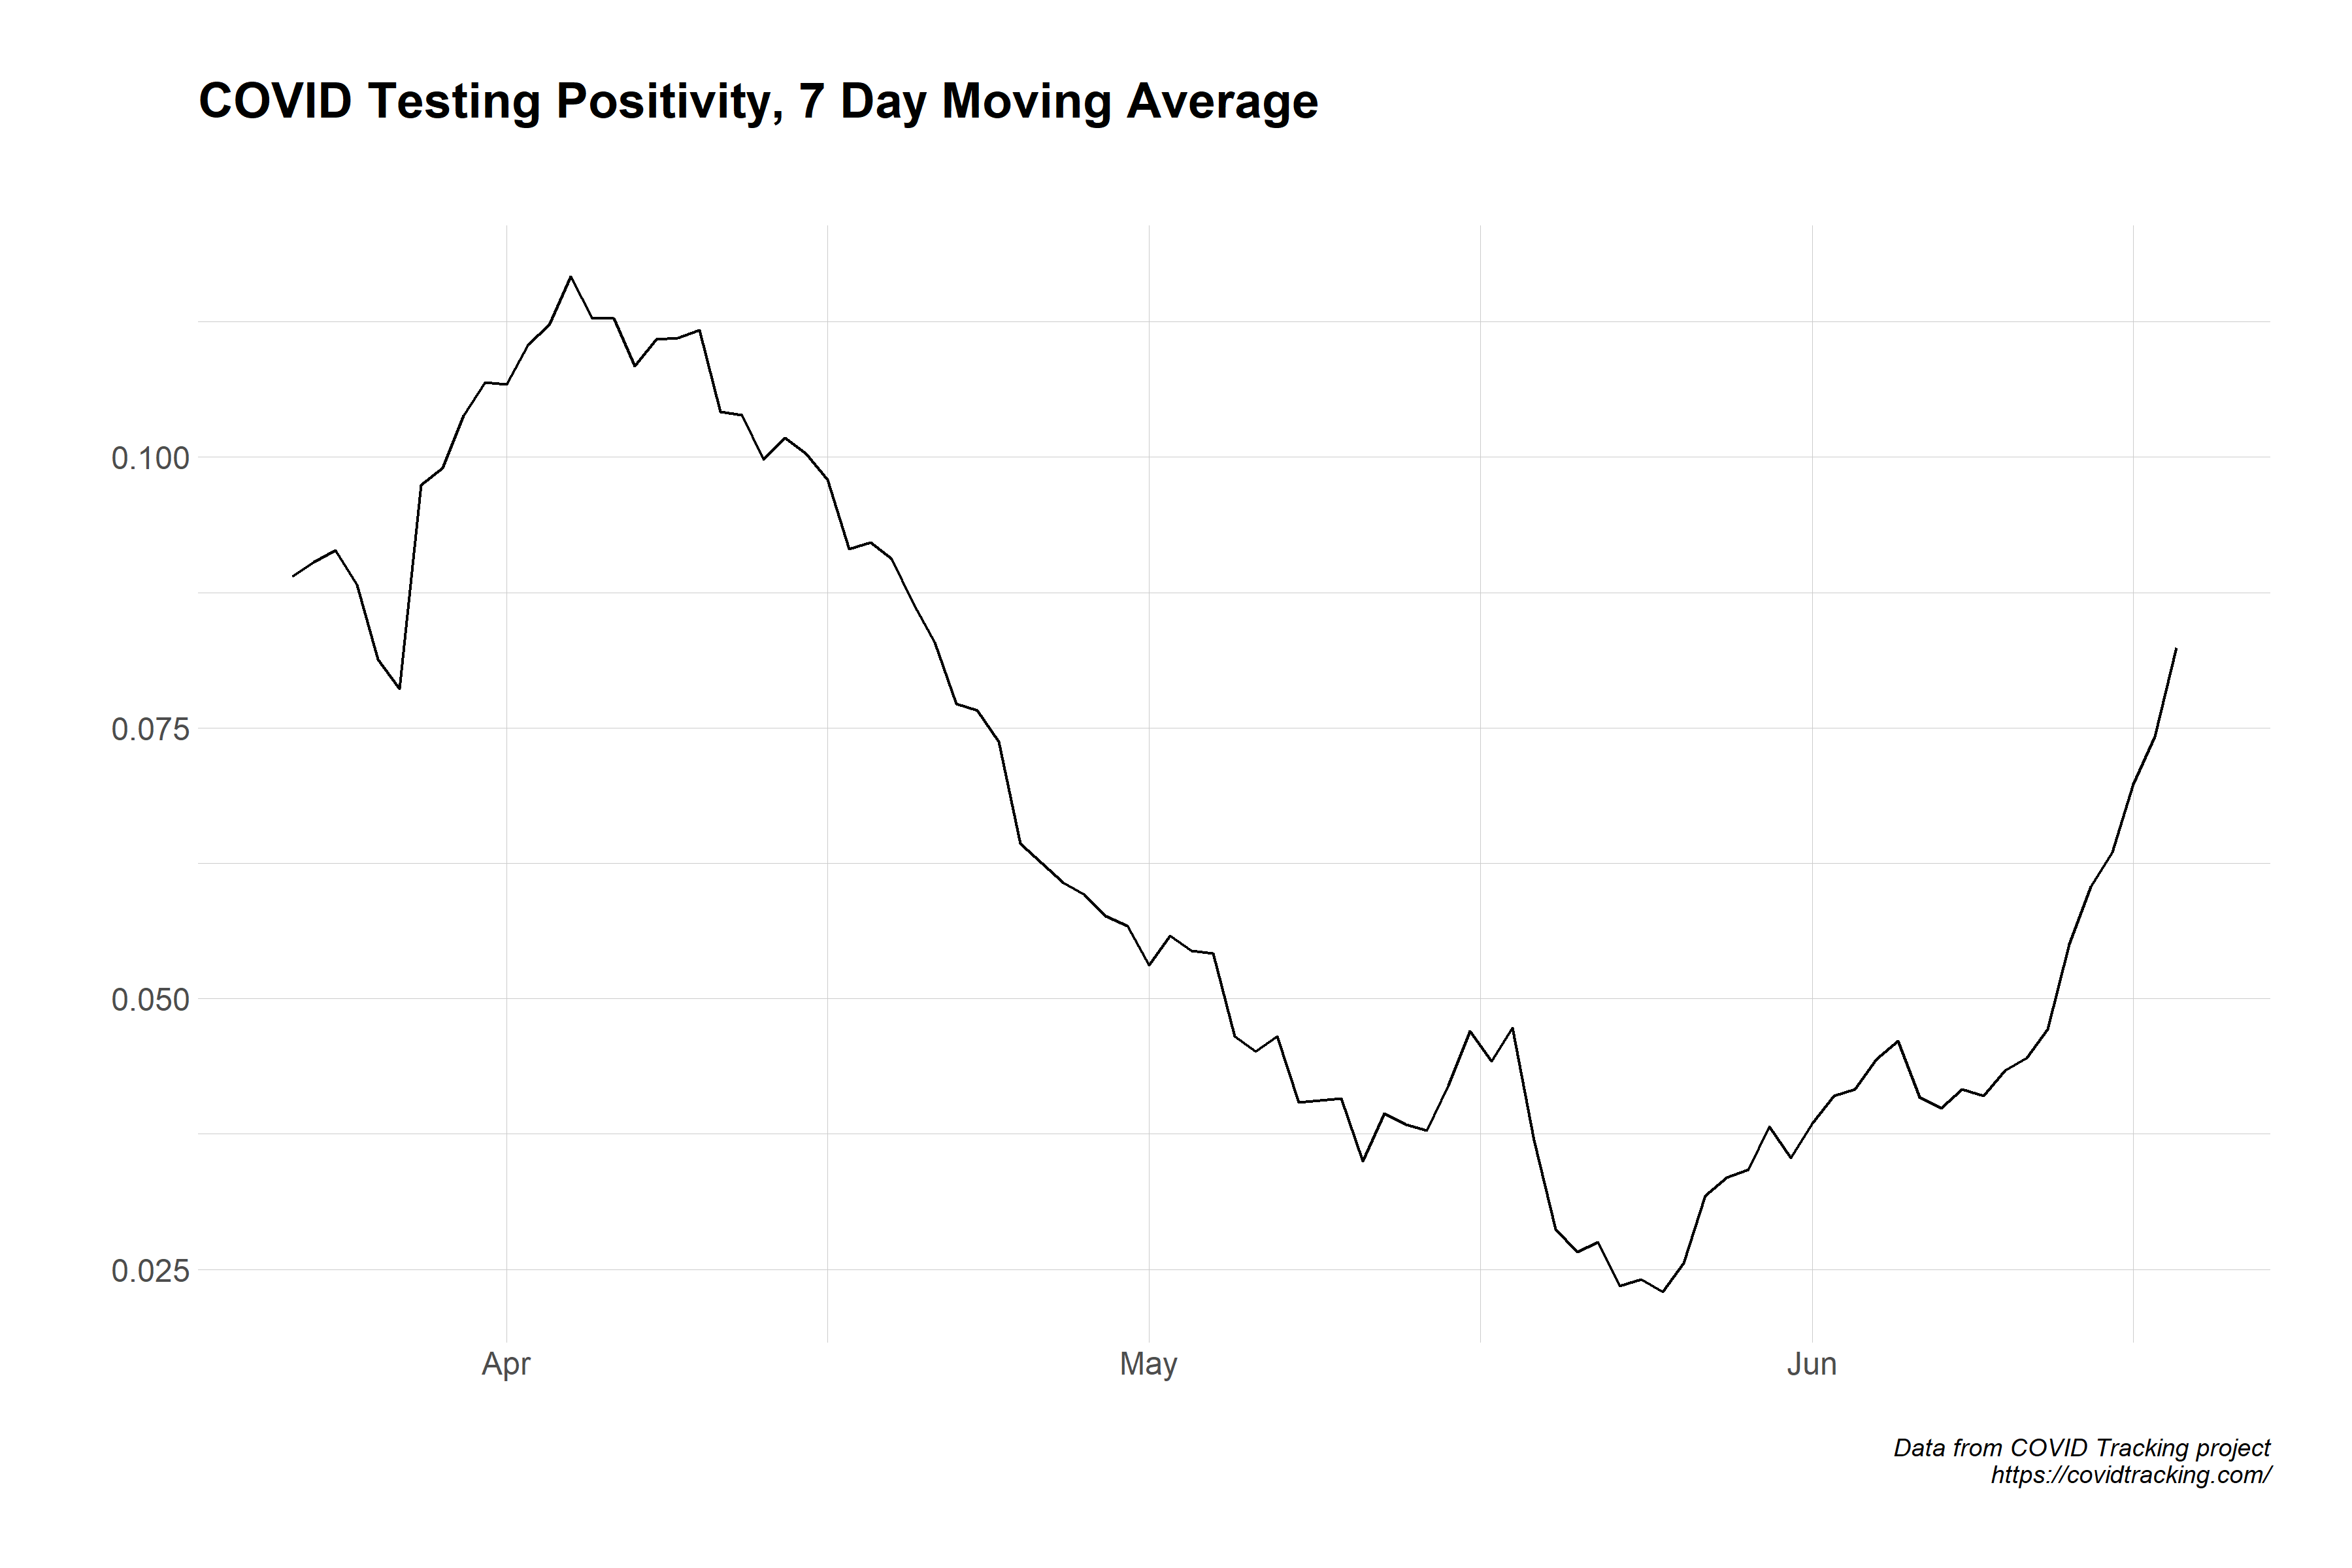 COVID Testing Positivity, 7 Day Moving Average
0.100
0.075
0.050
0.025
Apr May Jun
Data from COVID Tracking project
https://covidtracking.com/